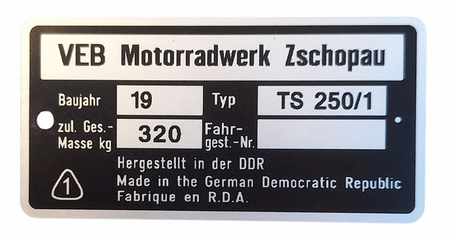 VEB Motorradwerk Zschopau
Baujahr 19 Typ TS 250/1
zul. Ges.-
Masse kg 320 Fahr-
gest.-Nr.
Hergestellt in der DDR
Made in the German Democratic Republic
Fabrique en R.D.A.
1